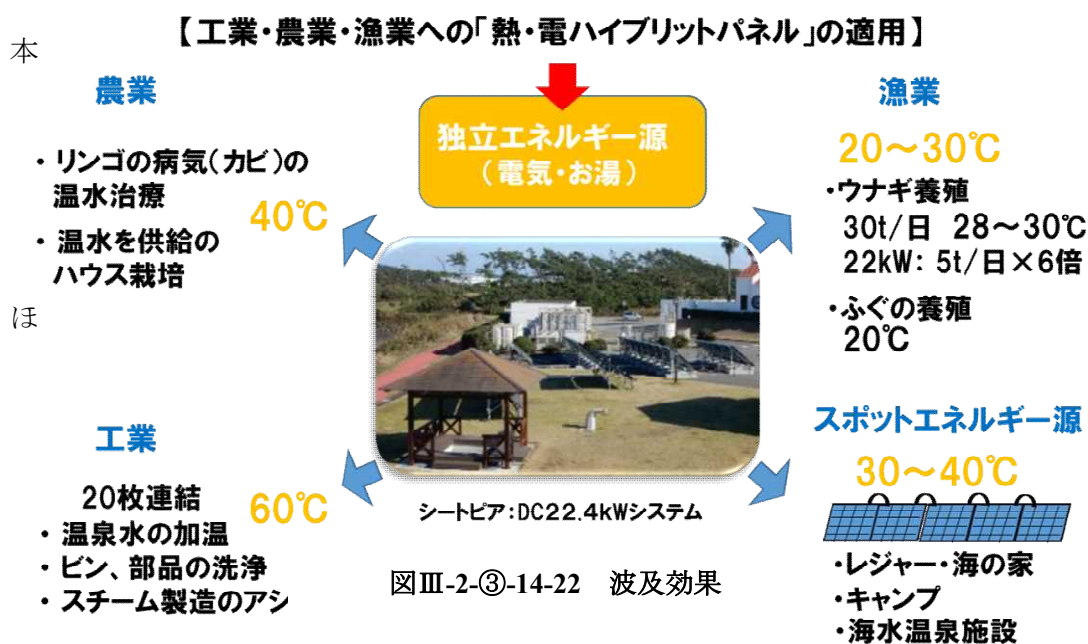 本
【工業・農業・漁業への「熱・電ハイブリットパネル」の適用】
農業
・リンゴの病気(カビ)の
温水治療
40℃
・温水を供給の
ハウス栽培
独立エネルギー源
(電気・お湯)
漁業
20～30℃
・ウナギ養殖
30t/日 28～30℃
22kW: 5t/日×6倍
・ふぐの養殖
20℃
ほ
工業
20枚連結
60℃
・温泉水の加温
・ビン、部品の洗浄
・スチーム製造のアシ
シートピア:DC22.4kWシステム
スポットエネルギー源
30～40℃
・レジャー・海の家
・キャンプ
・海水温泉施設
図Ⅲ-2-③-14-22 波及効果